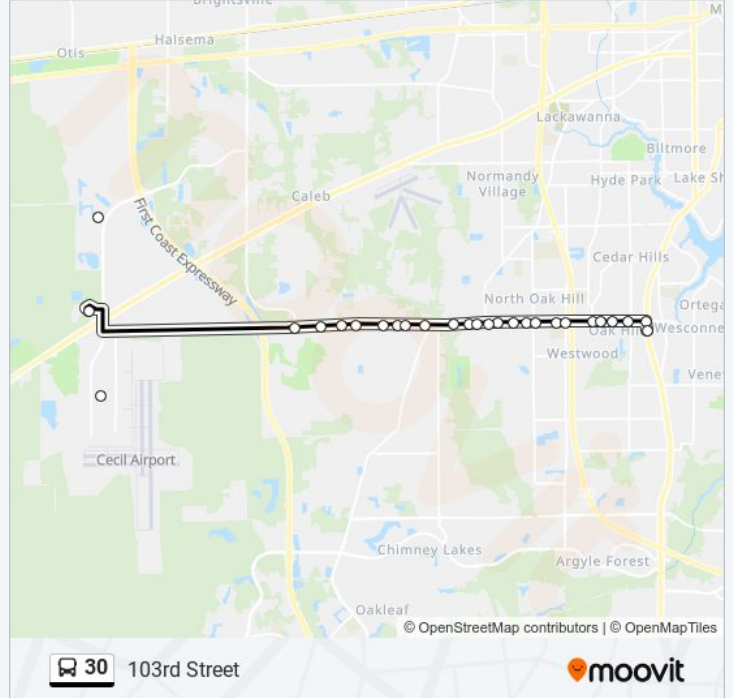 Brightsville
Halsema
Otis
M
Lackawanna
Biltmore
Normandy
Village
Hyde Park
Lake Sh
Caleb
First Coast Expressway
Cedar Hills
North Oak Hill
Ortega
Oak Hill
Wesconne
Westwood
Vene
Cecil Airport
Chimney Lakes
Argyle Forest
Oakleaf
© OpenStreetMap contributors | © OpenMapTiles
30 103rd Street
moovit